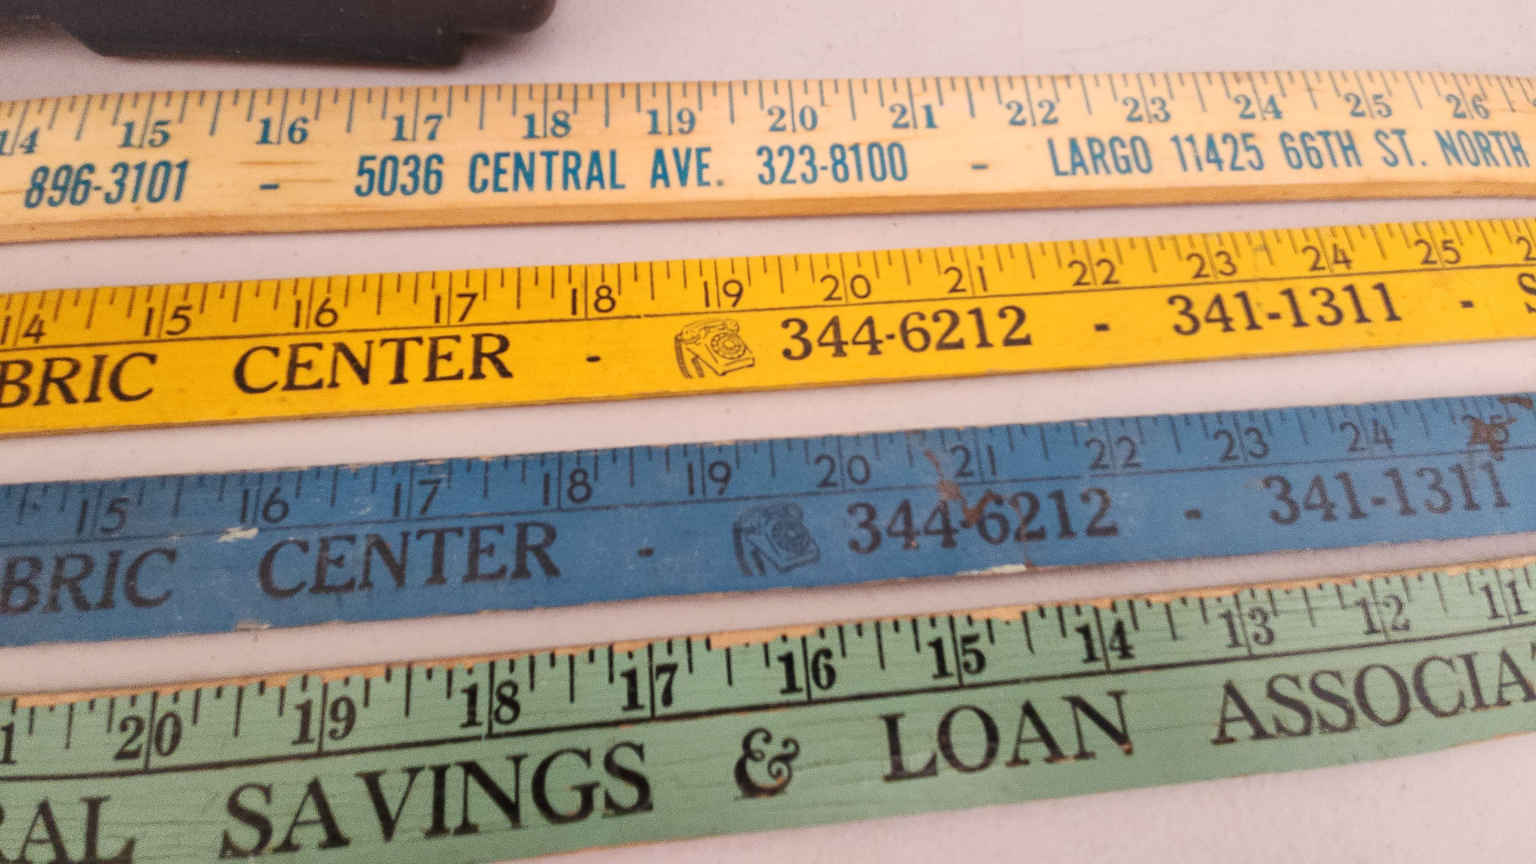 14 15 16 17 18 19 20 21 22 23 24 25 26
896-3101 - 5036 CENTRAL AVE. 323-8100 - LARGO 11425 66TH ST. NORTH
14 15 16 17 18 19 20 21 22 23 24 25
BRIC CENTER - 344-6212 - 341-1311 - S
15 16 17 18 19 20 21 22 23 24 25
BRIC CENTER - 344-6212 - 341-1311
20 19 18 17 16 15 14 13 12 11
RAL SAVINGS & LOAN ASSOCIA